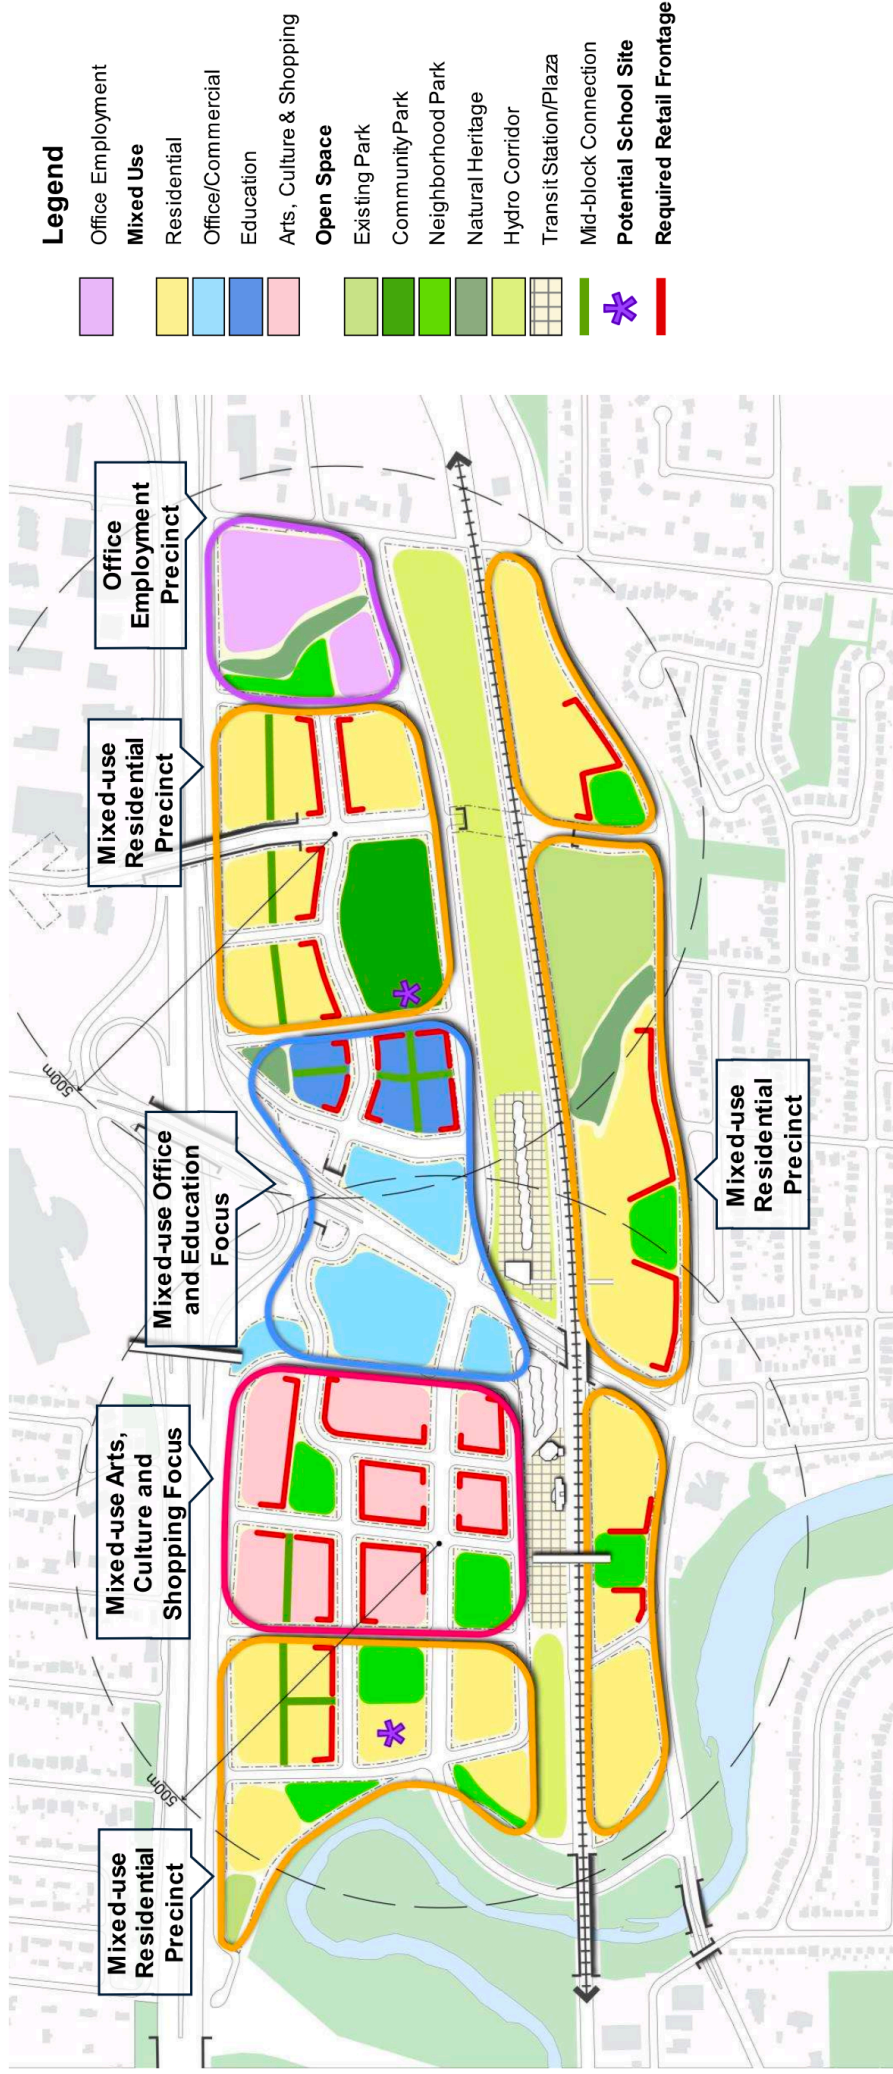 Legend
Office Employment
Mixed Use
Residential
Office/Commercial
Education
Arts, Culture & Shopping
Open Space
Existing Park
Community Park
Neighborhood Park
Natural Heritage
Hydro Corridor
Transit Station/Plaza
Mid-block Connection
Potential School Site
Required Retail Frontage
Mixed-use
Residential
Precinct
Mixed-use Arts,
Culture and
Shopping Focus
Mixed-use Office
and Education
Focus
Mixed-use
Residential
Precinct
Office
Employment
Precinct
500m
500m
Mixed-use
Residential
Precinct